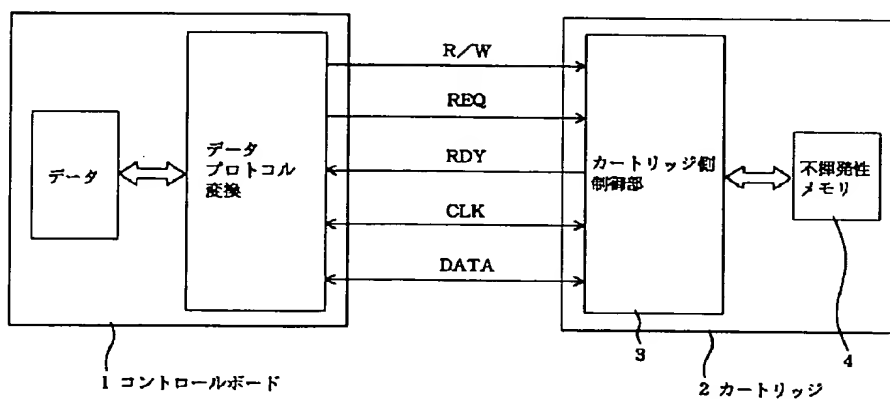 R/W
REQ
RDY
CLK
DATA
データ
データ
プロトコル
変換
カートリッジ側
制御部
不揮発性
メモリ
3
4
1 コントロールボード
2 カートリッジ